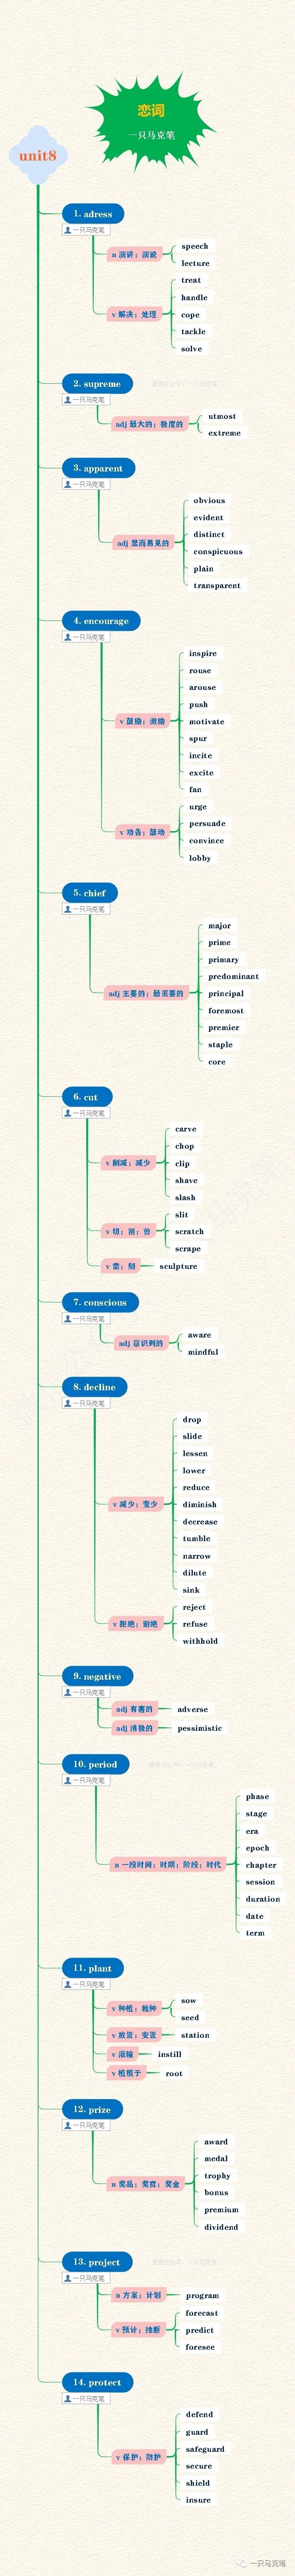 恋词
一只马克笔
unit8
1. adress
一只马克笔
n 演讲；演说
speech
lecture
v 解决；处理
treat
handle
cope
tackle
solve
2. supreme
一只马克笔
adj 最大的；极度的
utmost
extreme
3. apparent
一只马克笔
adj 显而易见的
obvious
evident
distinct
conspicuous
plain
transparent
4. encourage
一只马克笔
v 鼓励；激励
inspire
rouse
arouse
push
motivate
spur
incite
excite
fan
v 劝告；鼓动
urge
persuade
convince
lobby
5. chief
一只马克笔
adj 主要的；最重要的
major
prime
primary
predominant
principal
foremost
premier
staple
core
6. cut
一只马克笔
v 削减；减少
carve
chop
clip
shave
slash
v 切；割；剪
slit
scratch
scrape
v 凿；刻
sculpture
7. conscious
一只马克笔
adj 意识到的
aware
mindful
8. decline
一只马克笔
v 减少；变少
drop
slide
lessen
lower
reduce
diminish
decrease
tumble
narrow
dilute
sink
v 拒绝；谢绝
reject
refuse
withhold
9. negative
一只马克笔
adj 有害的
adverse
adj 消极的
pessimistic
10. period
一只马克笔
n 一段时间；时期；阶段；时代
phase
stage
era
epoch
chapter
session
duration
date
term
11. plant
一只马克笔
v 种植；栽种
sow
seed
v 放置；安置
station
v 灌输
instill
v 植根于
root
12. prize
一只马克笔
n 奖品；奖赏；奖金
award
medal
trophy
bonus
premium
dividend
13. project
一只马克笔
n 方案；计划
program
v 预计；推断
forecast
predict
foresee
14. protect
一只马克笔
v 保护；防护
defend
guard
safeguard
secure
shield
insure
一只马克笔